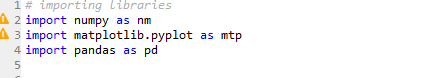 1 # importing libraries
2 import numpy as nm
3 import matplotlib.pyplot as mtp
4 import pandas as pd
5